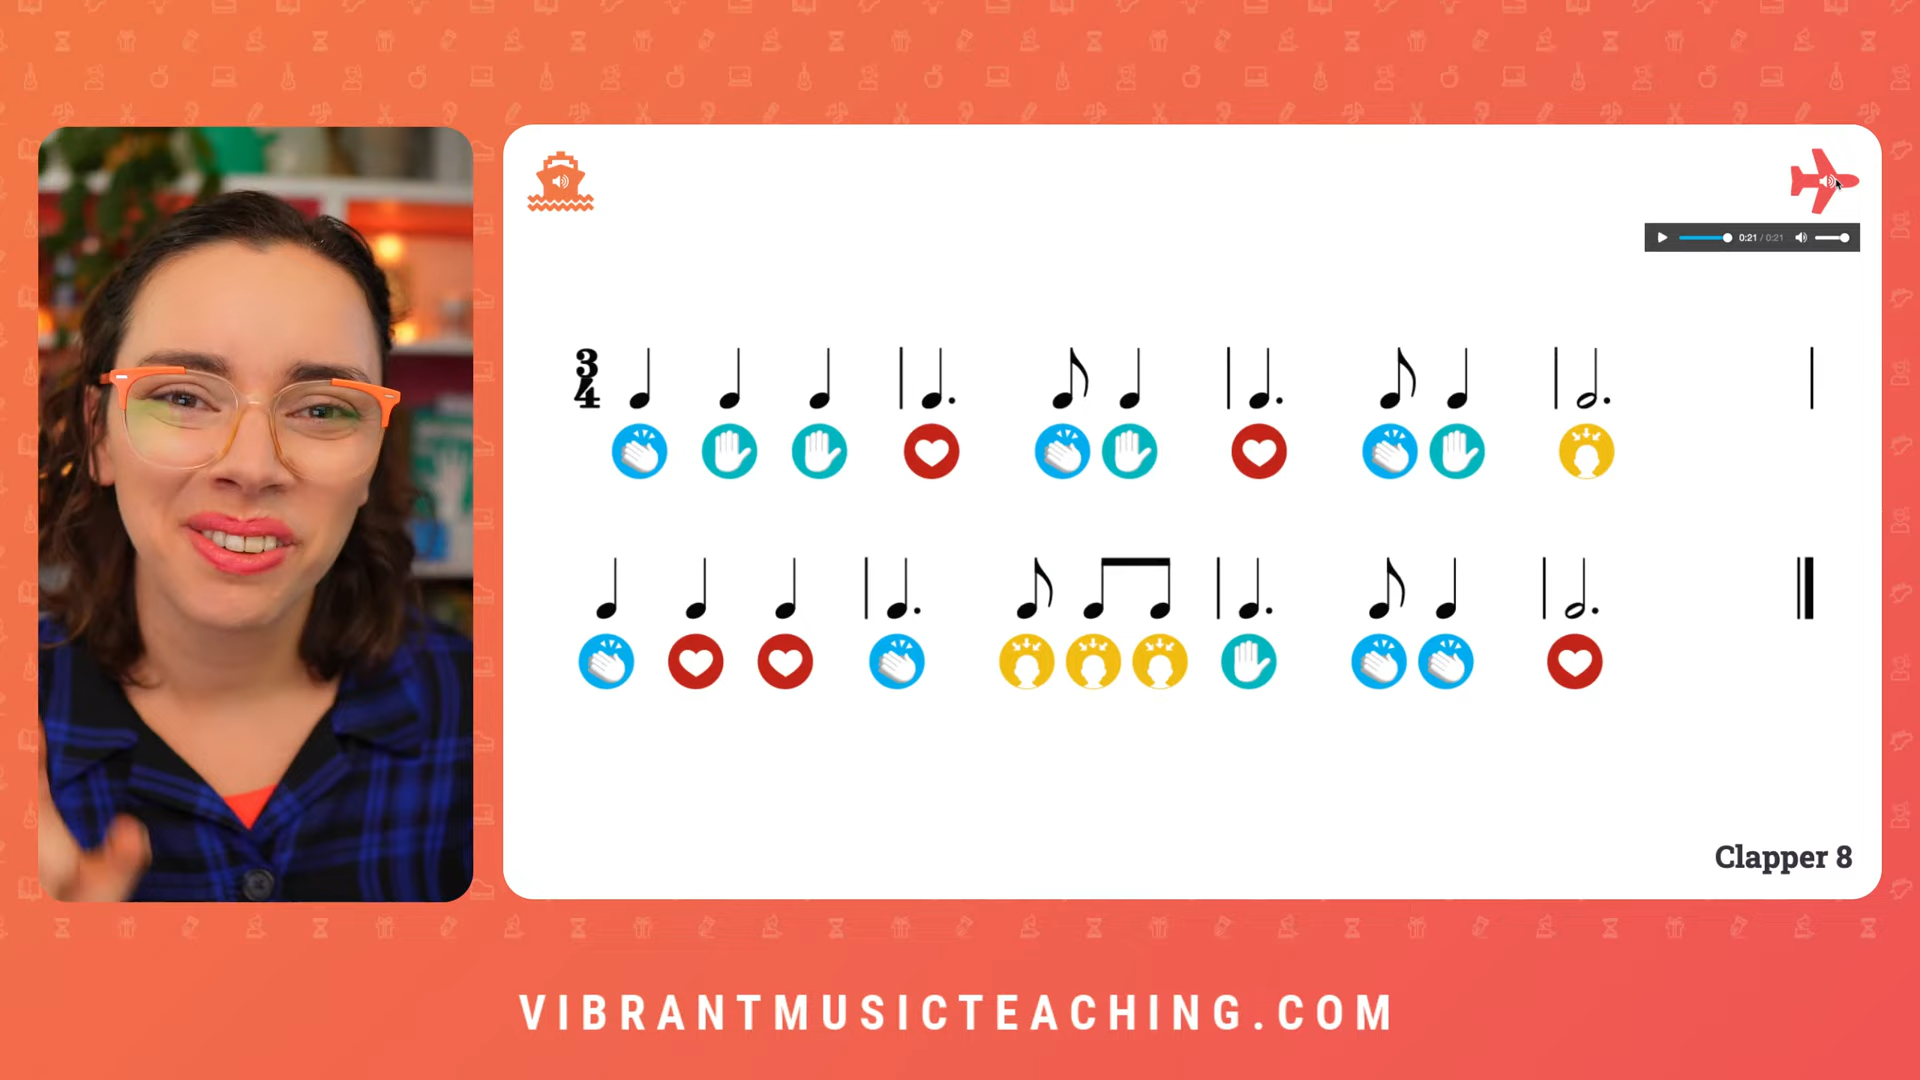 0:21 / 0:21
3
4
Clapper 8
VIBRANTMUSICTEACHING.COM